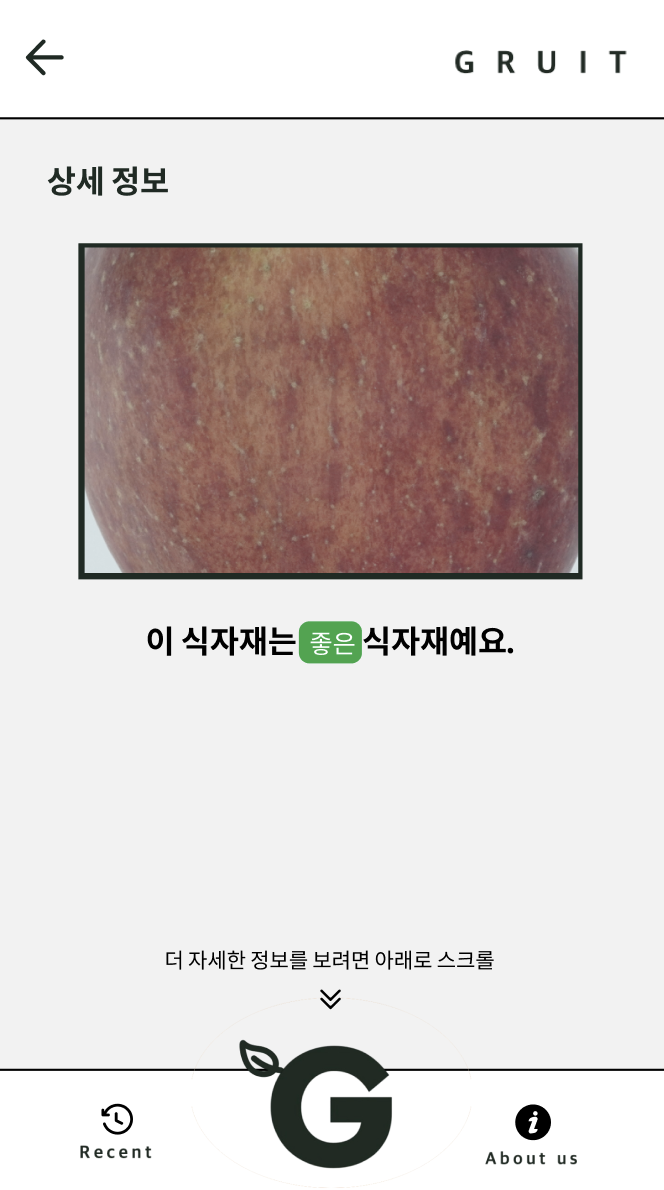 G R U I T
상세 정보
이 식자재는 좋은 식자재예요.
더 자세한 정보를 보려면 아래로 스크롤
G
Recent
About us